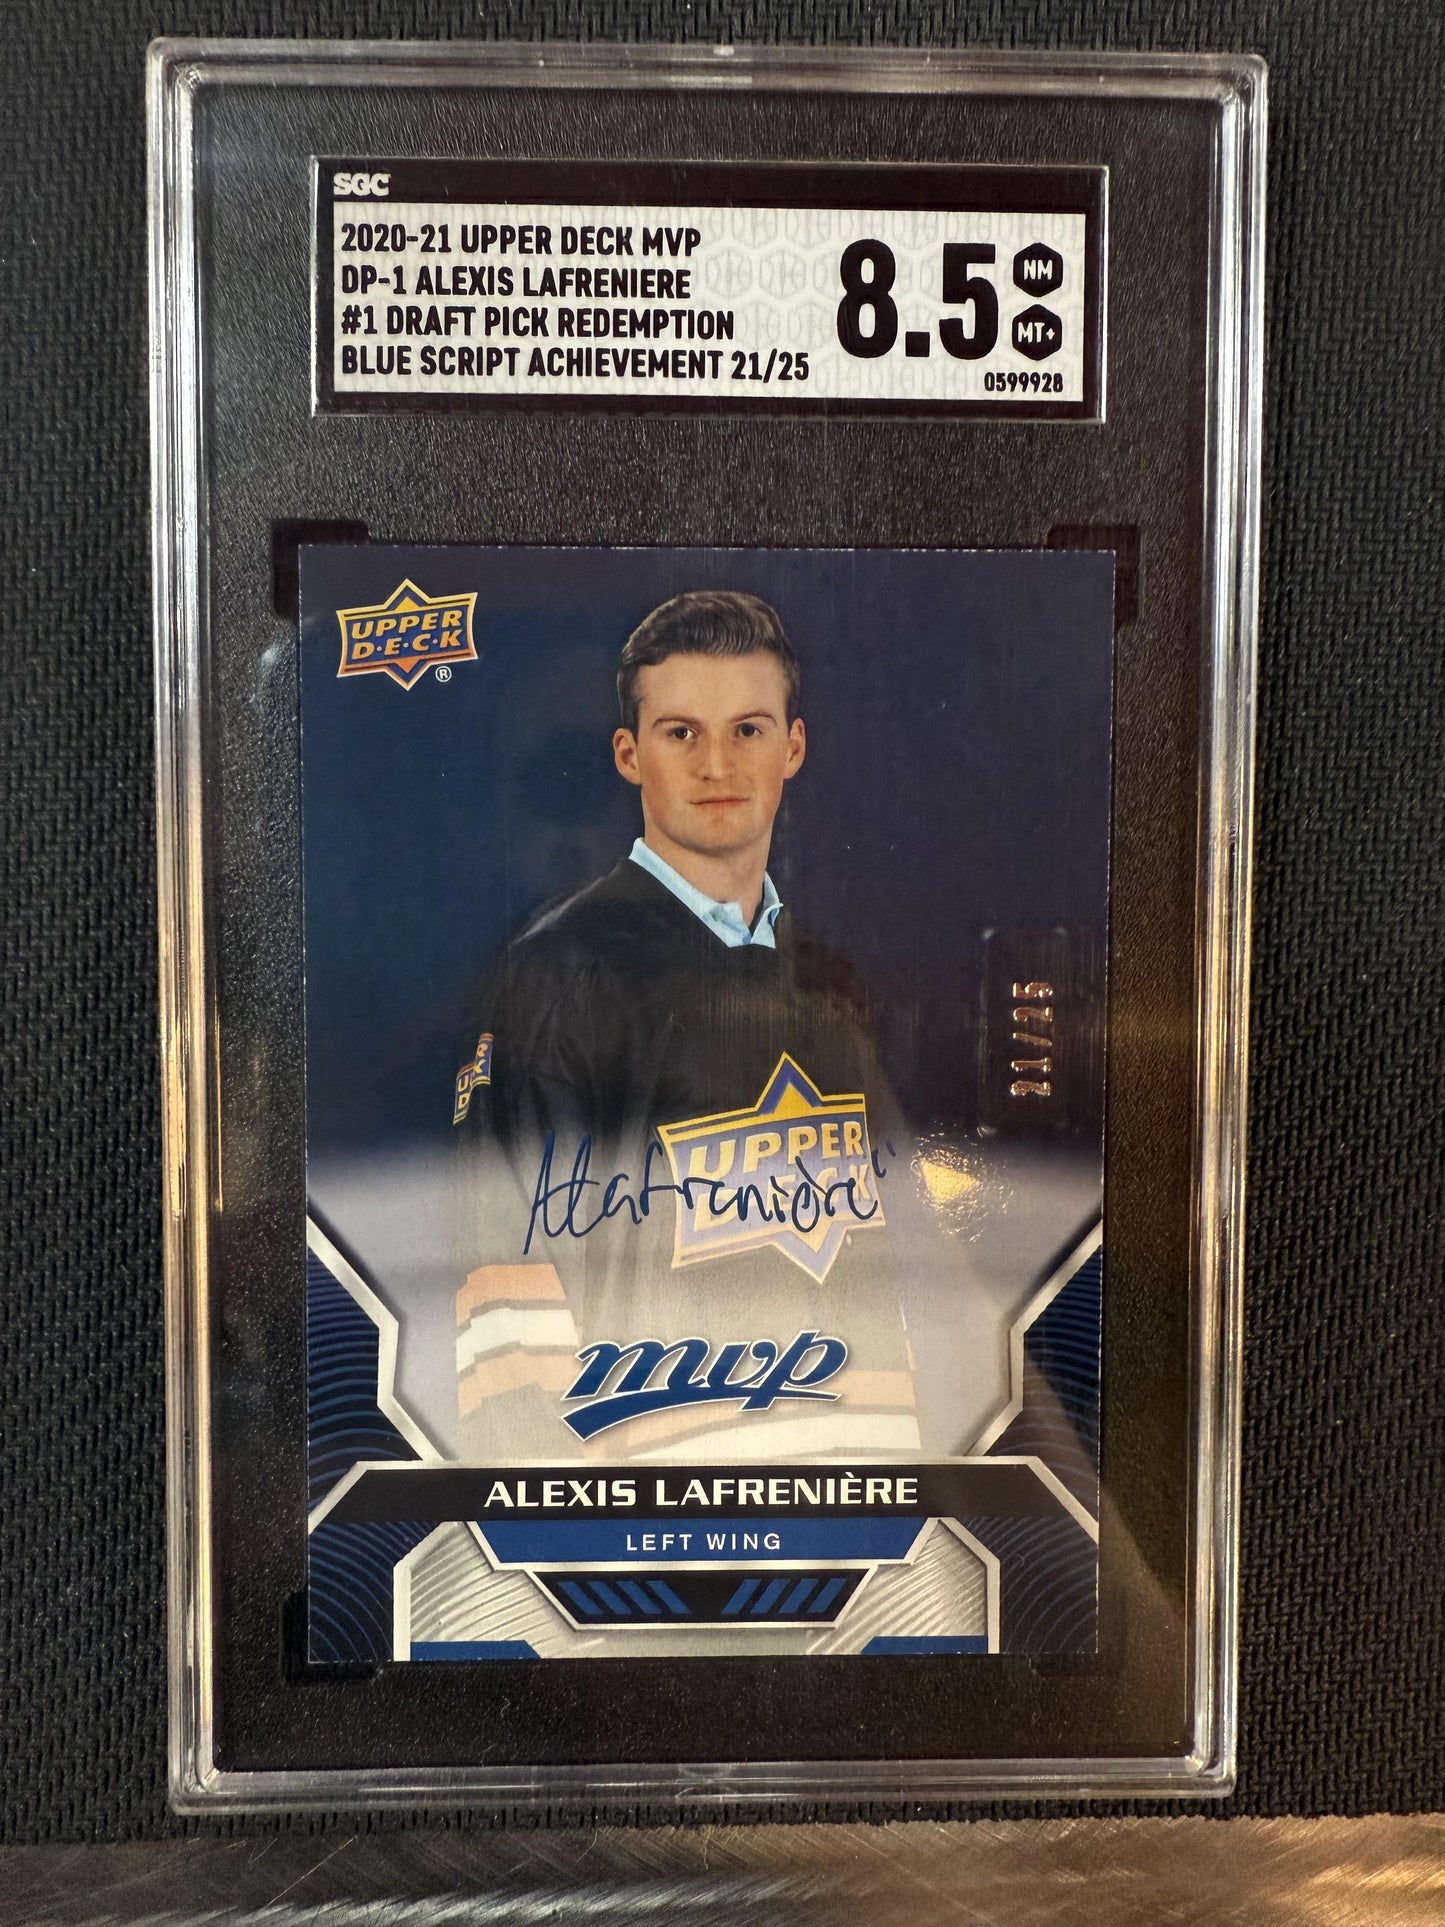 SGC
2020-21 UPPER DECK MVP
DP-1 ALEXIS LAFRENIERE
#1 DRAFT PICK REDEMPTION
BLUE SCRIPT ACHIEVEMENT 21/25
8.5
NM
MT+
0599928
UPPER
D·E·C·K
®
21/25
UPPER
DECK
ALafrenière
mvp
ALEXIS LAFRENIÈRE
LEFT WING